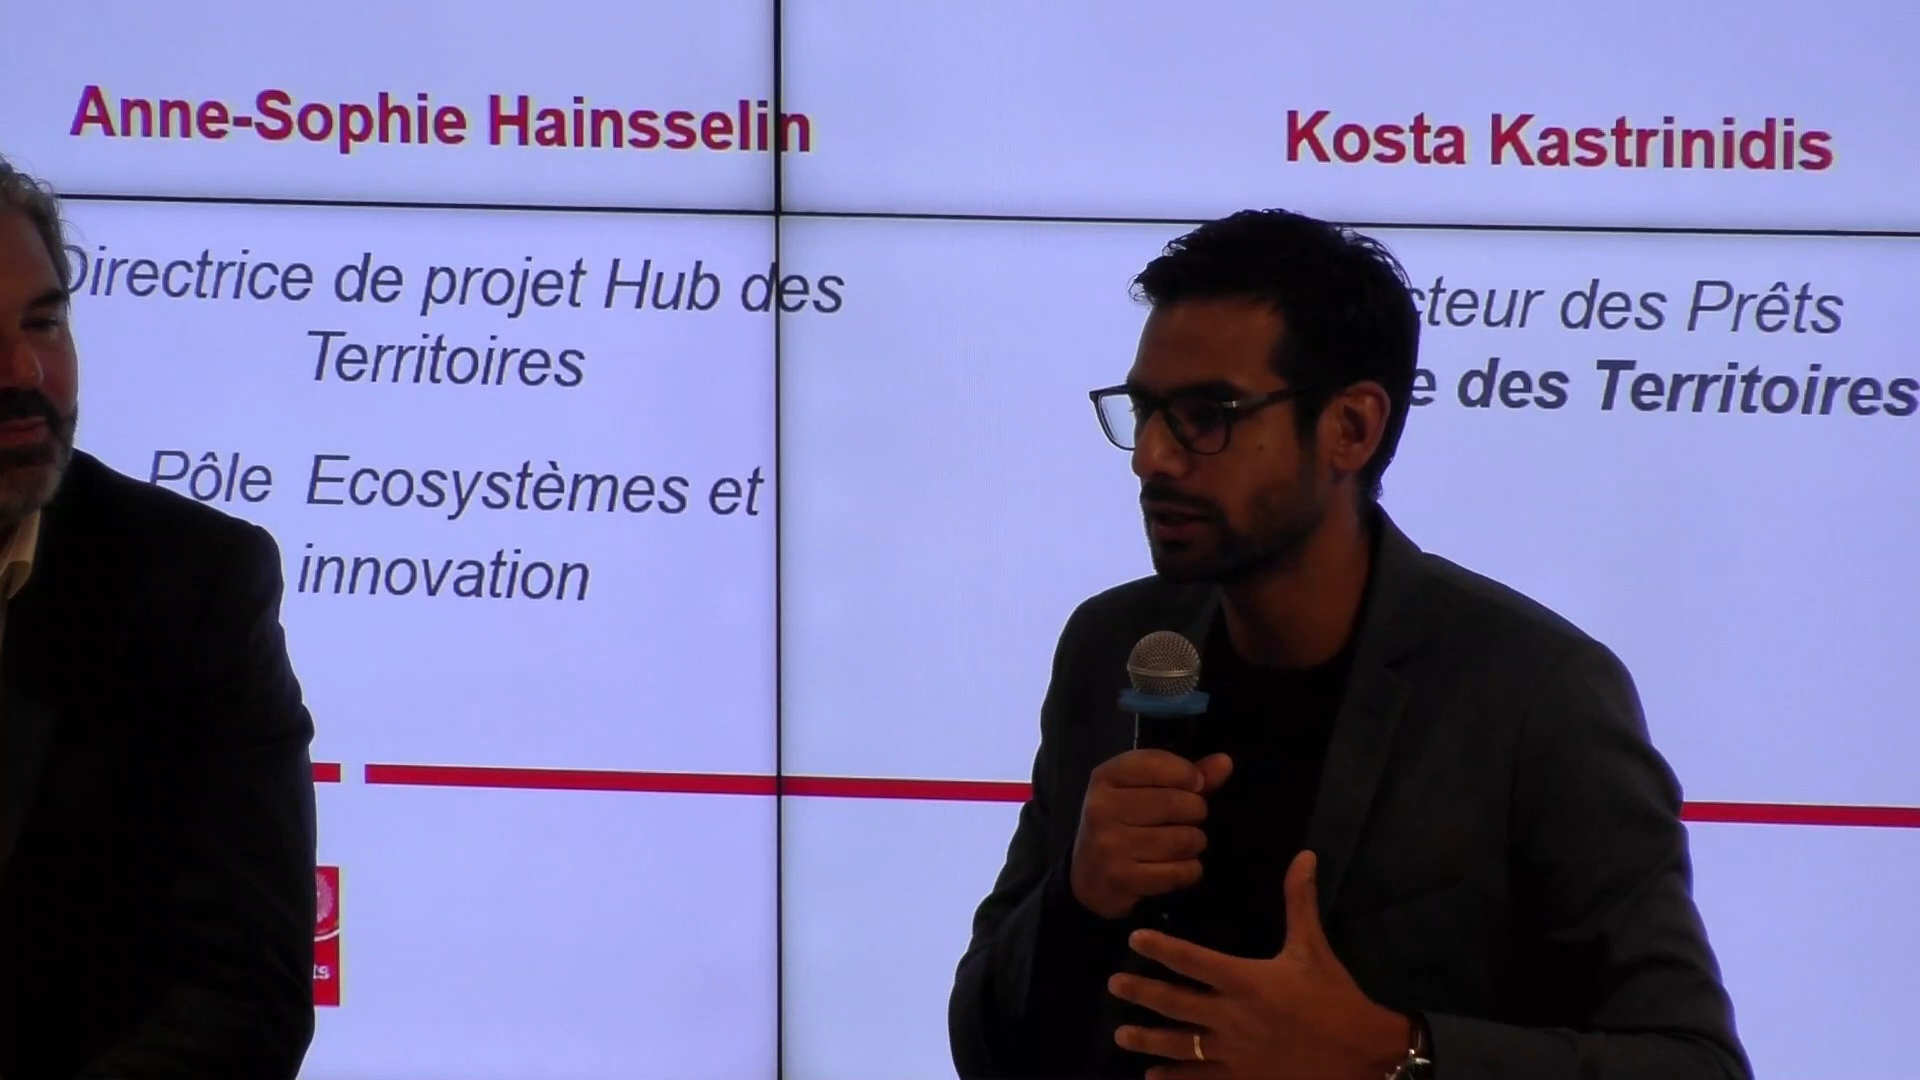 Anne-Sophie Hainsselin
Directrice de projet Hub des
Territoires
Pôle Ecosystèmes et
innovation
Kosta Kastrinidis
cteur des Prêts
e des Territoires
ts